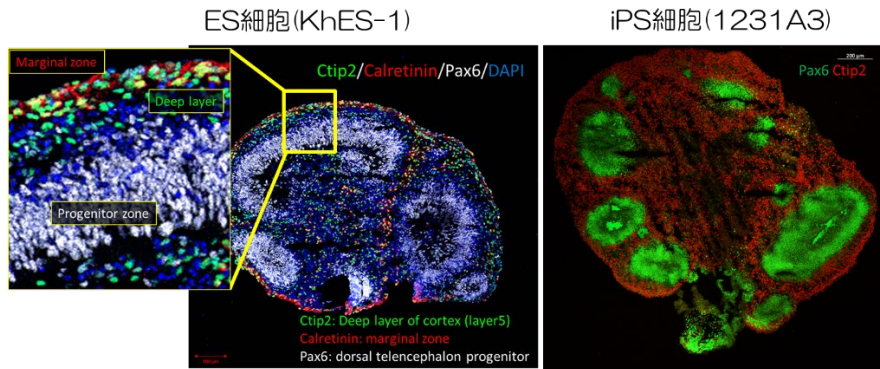 ES細胞(KhES-1)
iPS細胞(1231A3)
Marginal zone
Deep layer
Progenitor zone
Ctip2/Calretinin/Pax6/DAPI
Ctip2: Deep layer of cortex (layer5)
Calretinin: marginal zone
Pax6: dorsal telencephalon progenitor
200 μm
Pax6 Ctip2